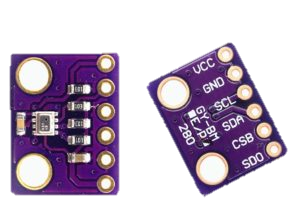 VCC
GND
SCL
SDA
CSB
SDO
GY-BM
280